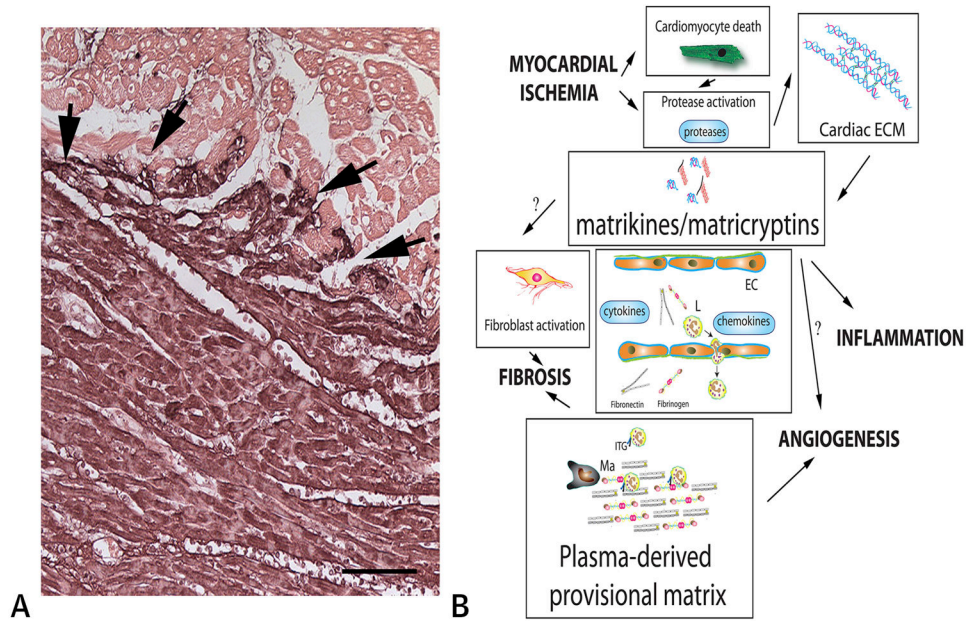 A
B
Cardiomyocyte death
MYOCARDIAL
ISCHEMIA
Protease activation
proteases
Cardiac ECM
?
matrikines/matricryptins
EC
cytokines
L
chemokines
?
Fibroblast activation
INFLAMMATION
FIBROSIS
Fibronectin
Fibrinogen
ANGIOGENESIS
ITG
Ma
Plasma-derived
provisional matrix